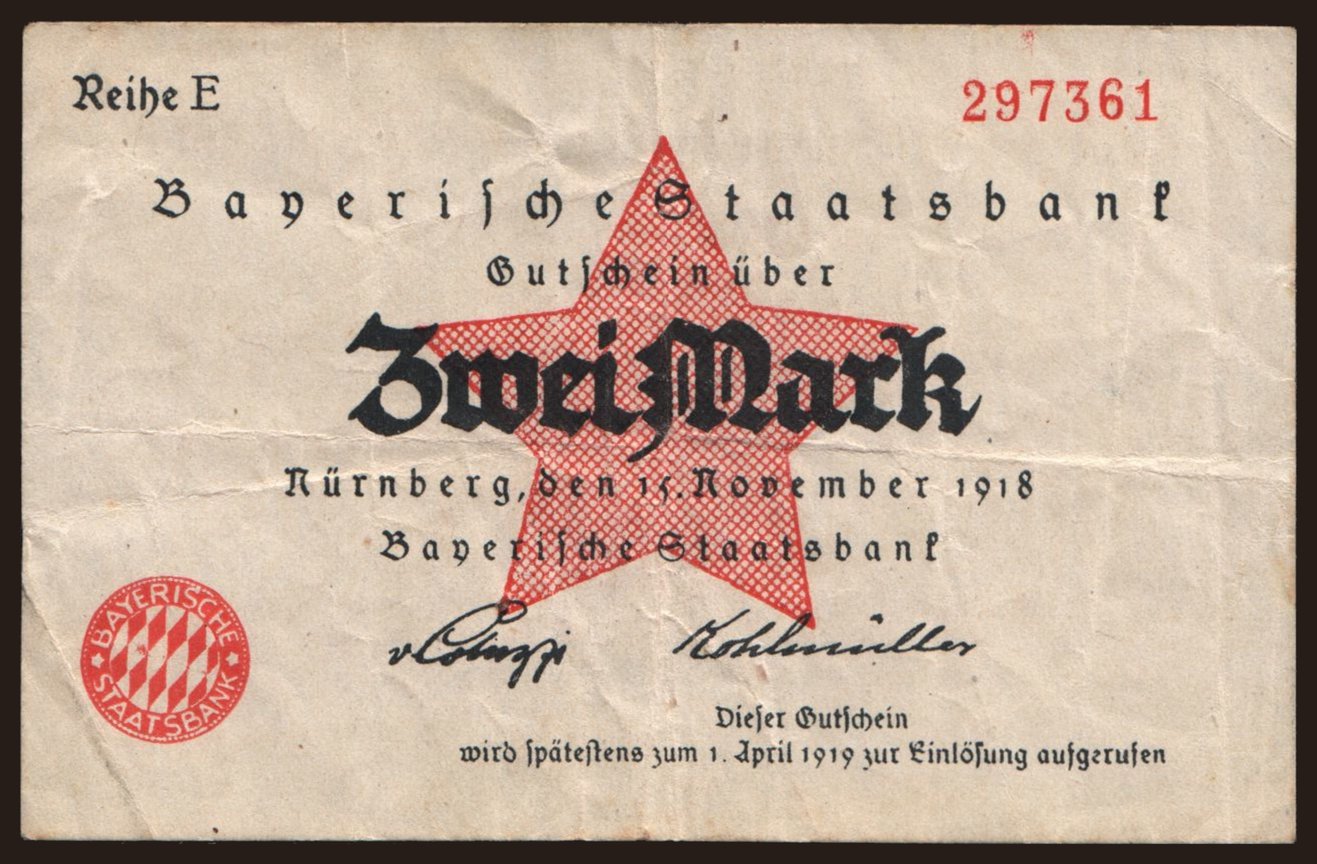 Reihe E
297361
Bayerische Staatsbank
Gutschein über
Zwei Mark
Nürnberg, den 15. November 1918
Bayerische Staatsbank
Kohlmüller
BAYERISCHE STAATSBANK
Dieser Gutschein
wird spätestens zum 1. April 1919 zur Einlösung aufgerufen